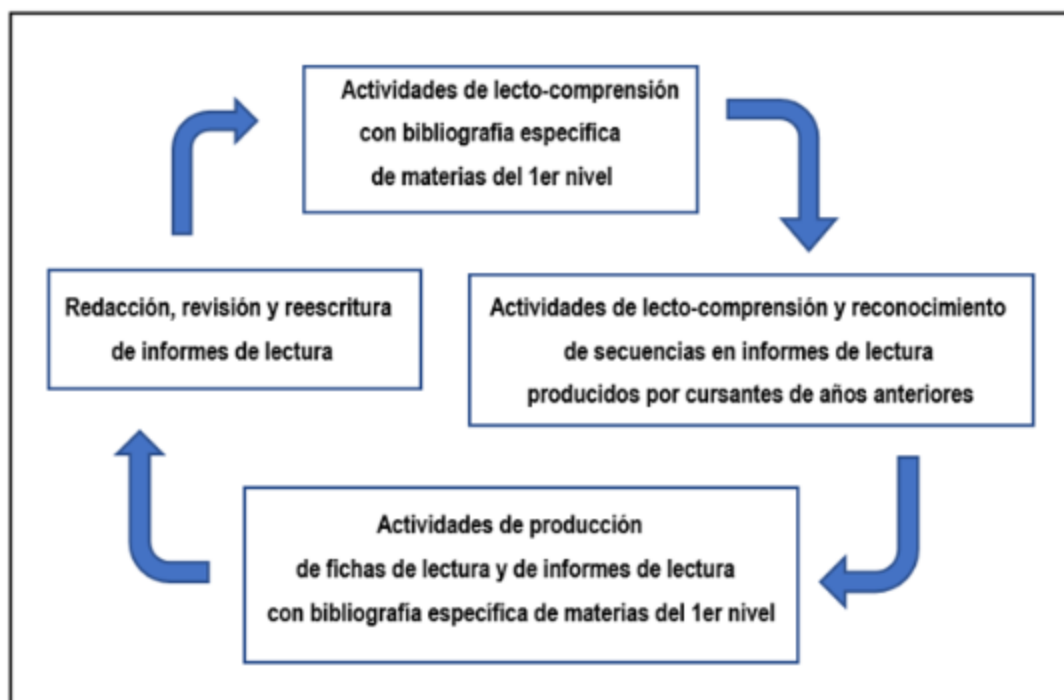 Actividades de lecto-comprensión
con bibliografía específica
de materias del 1er nivel
Redacción, revisión y reescritura
de informes de lectura
Actividades de lecto-comprensión y reconocimiento
de secuencias en informes de lectura
producidos por cursantes de años anteriores
Actividades de producción
de fichas de lectura y de informes de lectura
con bibliografía específica de materias del 1er nivel